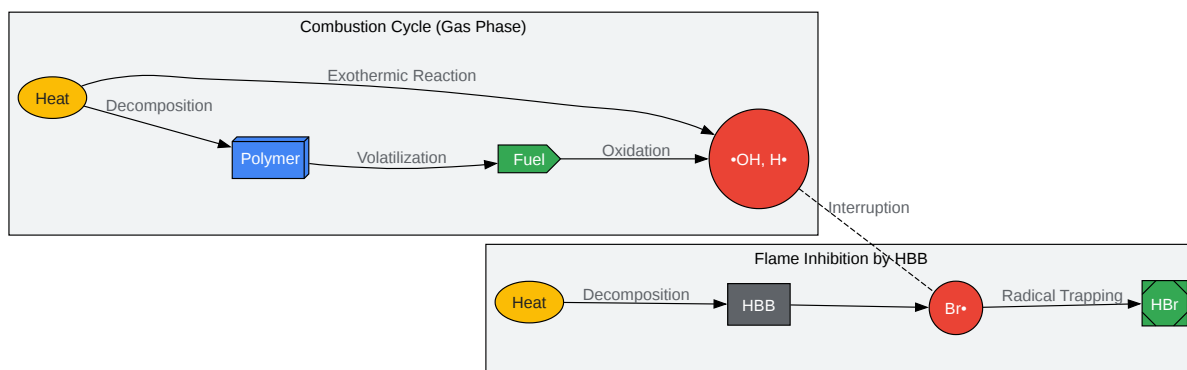 Combustion Cycle (Gas Phase)
Exothermic Reaction
Heat
Decomposition
Polymer
Volatilization
Fuel
Oxidation
•OH, H•
Interruption
Flame Inhibition by HBB
Heat
Decomposition
HBB
Br•
Radical Trapping
HBr